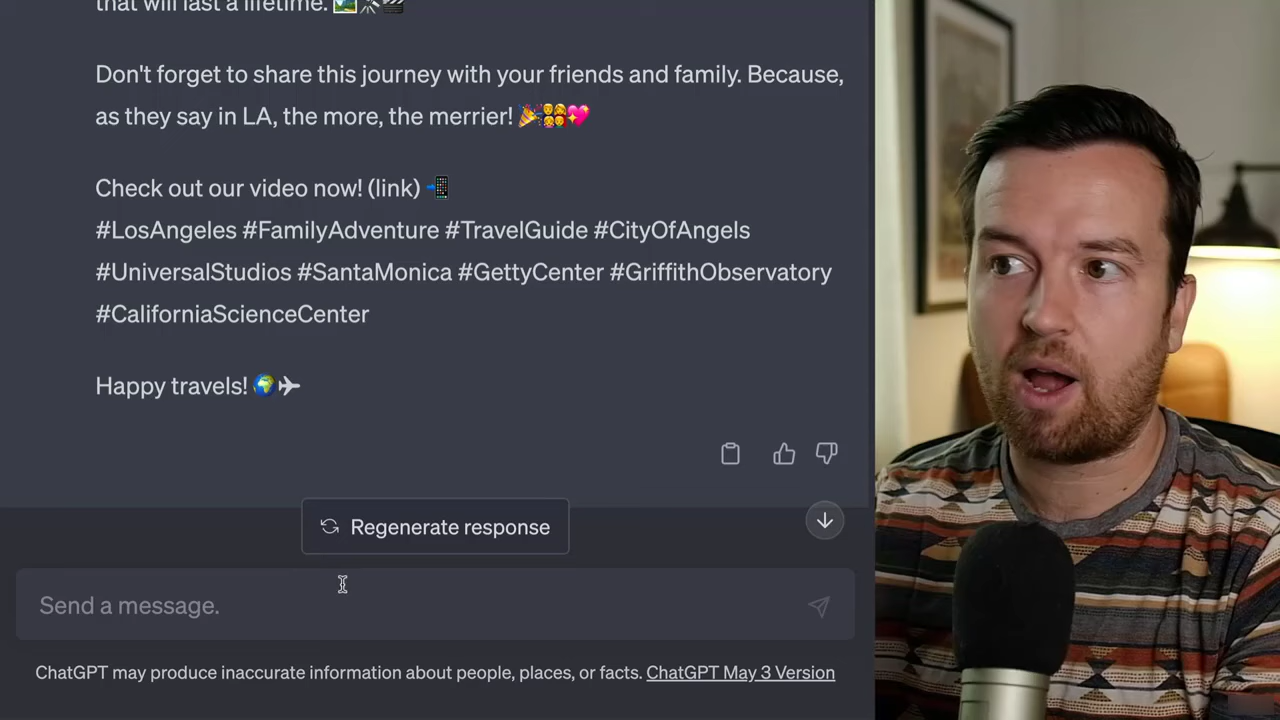 that will last a lifetime. 🏞️🔭🎬
Don't forget to share this journey with your friends and family. Because,
as they say in LA, the more, the merrier! 🎉👨‍👩‍👧‍👦💖
Check out our video now! (link) 📲
#LosAngeles #FamilyAdventure #TravelGuide #CityOfAngels
#UniversalStudios #SantaMonica #GettyCenter #GriffithObservatory
#CaliforniaScienceCenter
Happy travels! 🌍✈
Regenerate response
Send a message.
ChatGPT may produce inaccurate information about people, places, or facts. ChatGPT May 3 Version